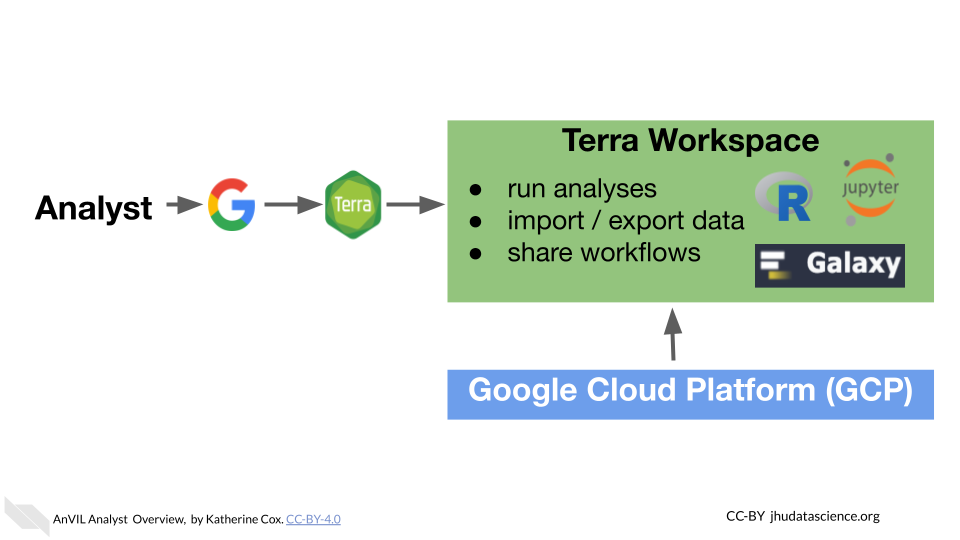 Terra Workspace
Analyst
Terra
● run analyses
● import / export data
● share workflows
R
jupyter
Galaxy
Google Cloud Platform (GCP)
AnVIL Analyst Overview, by Katherine Cox. CC-BY-4.0
CC-BY jhudatascience.org